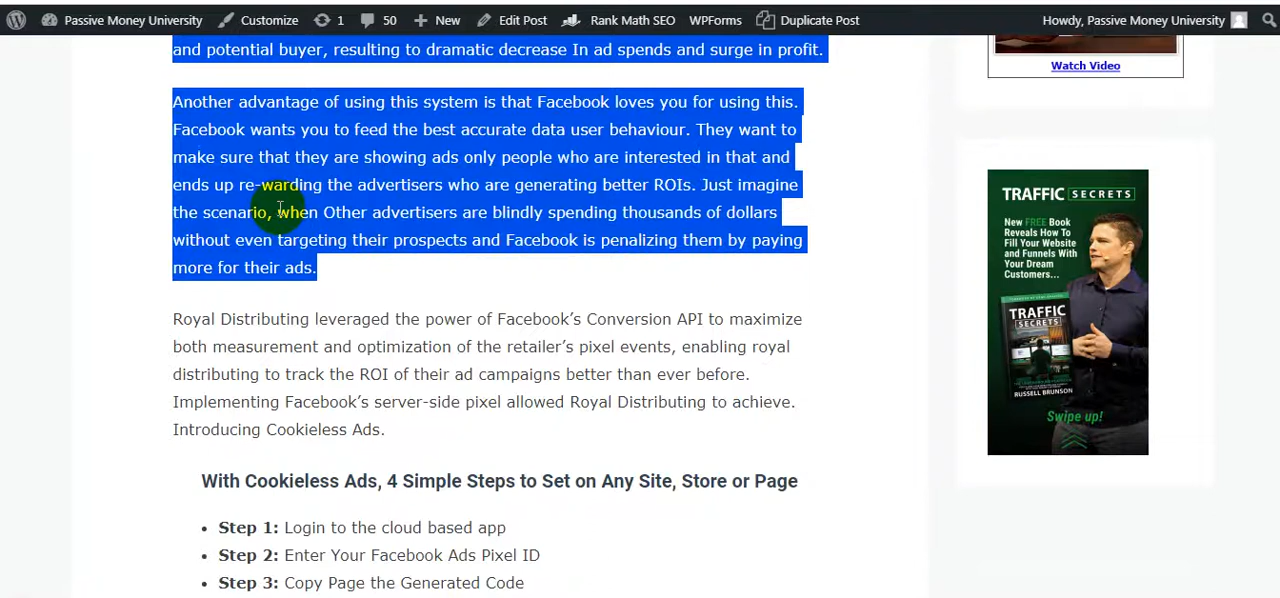 Passive Money University Customize 1 50 New Edit Post Rank Math SEO WPForms Duplicate Post Howdy, Passive Money University
and potential buyer, resulting to dramatic decrease In ad spends and surge in profit.
Another advantage of using this system is that Facebook loves you for using this.
Facebook wants you to feed the best accurate data user behaviour. They want to
make sure that they are showing ads only people who are interested in that and
ends up re-warding the advertisers who are generating better ROIs. Just imagine
the scenario, when Other advertisers are blindly spending thousands of dollars
without even targeting their prospects and Facebook is penalizing them by paying
more for their ads.
Royal Distributing leveraged the power of Facebook’s Conversion API to maximize
both measurement and optimization of the retailer’s pixel events, enabling royal
distributing to track the ROI of their ad campaigns better than ever before.
Implementing Facebook’s server-side pixel allowed Royal Distributing to achieve.
Introducing Cookieless Ads.
With Cookieless Ads, 4 Simple Steps to Set on Any Site, Store or Page
• Step 1: Login to the cloud based app
• Step 2: Enter Your Facebook Ads Pixel ID
• Step 3: Copy Page the Generated Code
Watch Video
TRAFFIC SECRETS
New FREE Book
Reveals How To
Fill Your Website
and Funnels With
Your Dream
Customers...
TRAFFIC
SECRETS
RUSSELL BRUNSON
Swipe up!